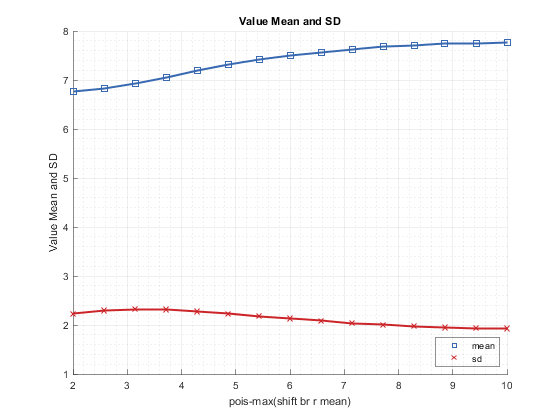 Value Mean and SD
8
7
6
5
4
3
2
1
Value Mean and SD
2 3 4 5 6 7 8 9 10
pois-max(shift br r mean)
mean
sd